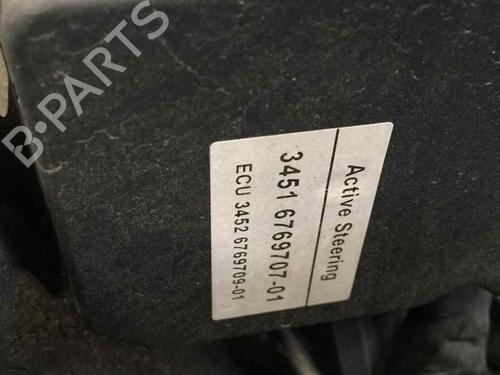 B-PARTS
Active Steering
3451 6769707-01
ECU 3452 6769709-01